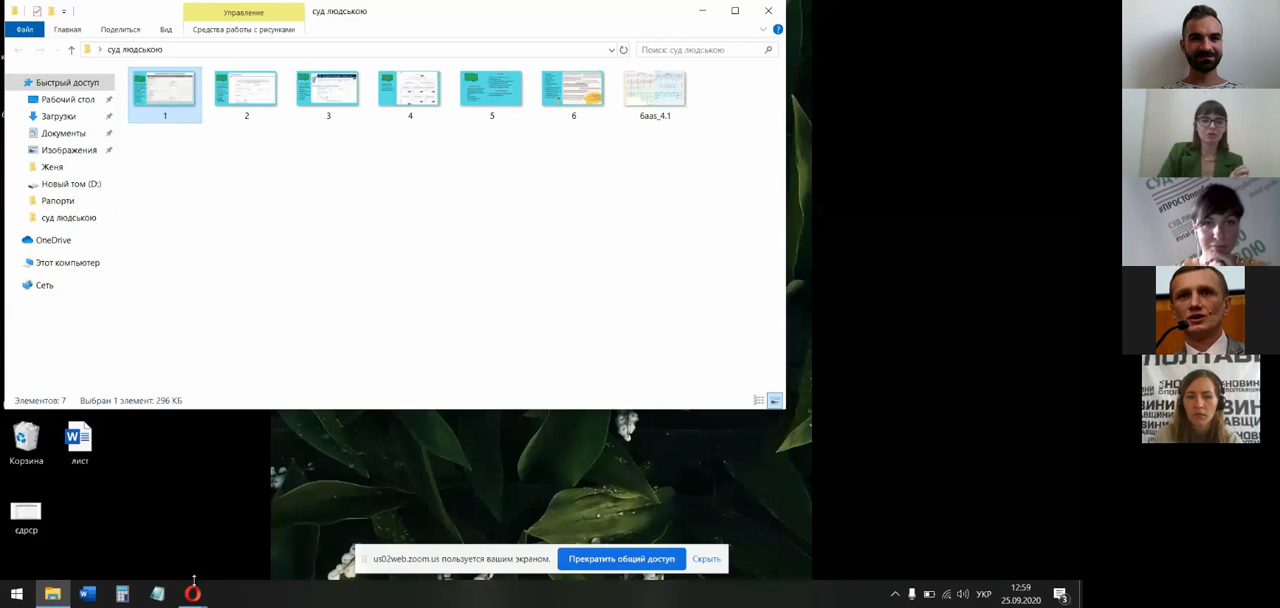 Управление
суд людською
Файл
Главная
Поделиться
Вид
Средства работы с рисунками
суд людською
Поиск: суд людською
Быстрый доступ
Рабочий стол
Загрузки
Документы
Изображения
Женя
Новый том (D:)
Рапорти
суд людською
OneDrive
Этот компьютер
Сеть
1
2
3
4
5
6
6aas_4.1
Элементов: 7
Выбран 1 элемент: 296 КБ
Корзина
лист
єдрср
us02web.zoom.us пользуется вашим экраном.
Прекратить общий доступ
Скрыть
УКР
12:59
25.09.2020
3